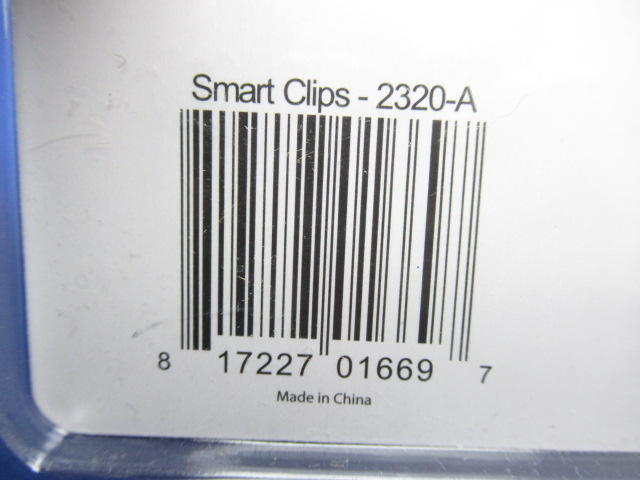 Smart Clips - 2320-A
8 17227 01669 7
Made in China